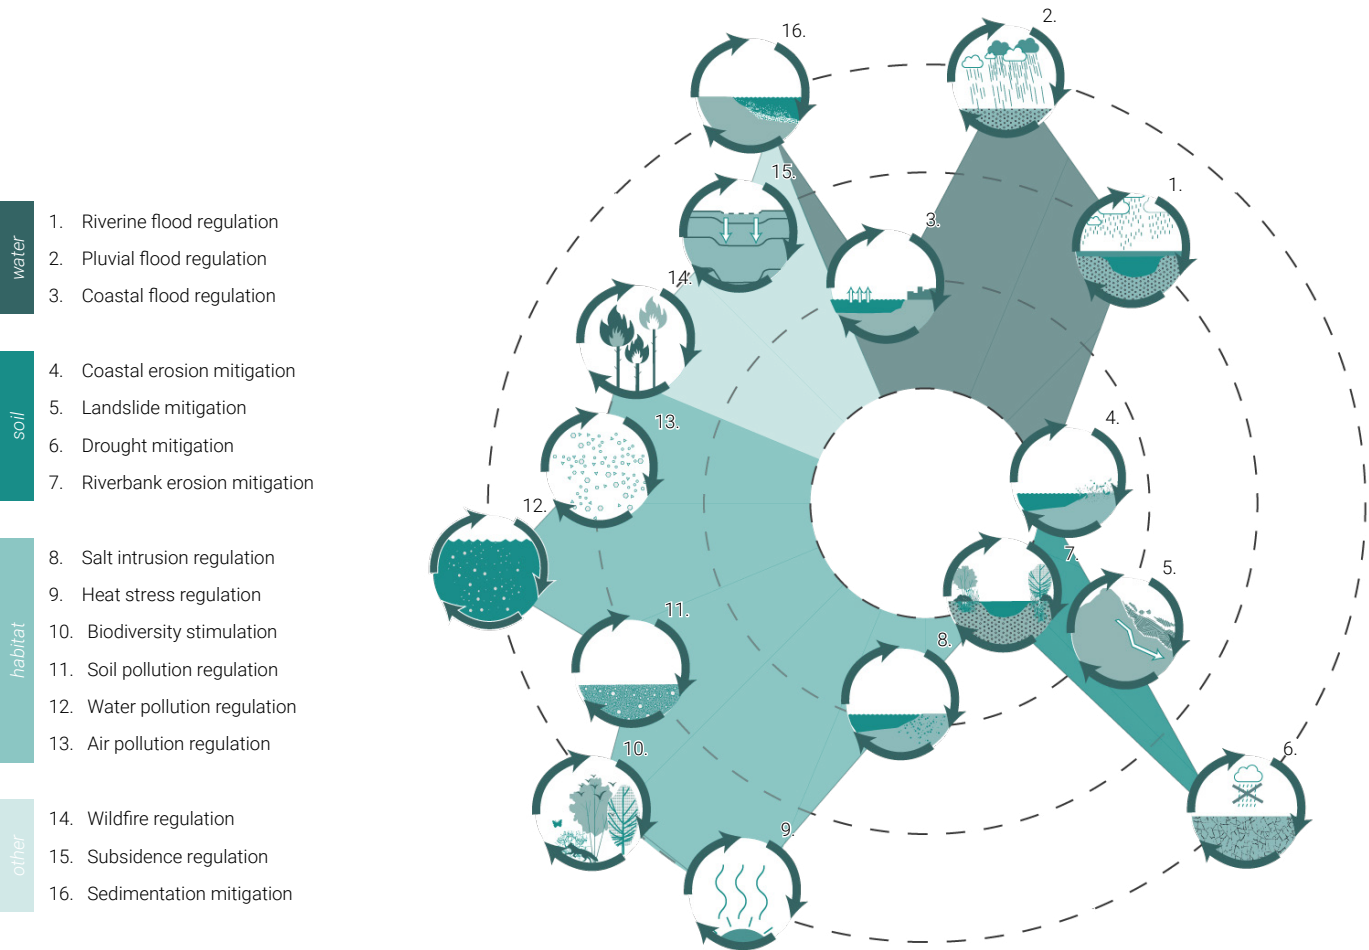 water
1. Riverine flood regulation
2. Pluvial flood regulation
3. Coastal flood regulation
soil
4. Coastal erosion mitigation
5. Landslide mitigation
6. Drought mitigation
7. Riverbank erosion mitigation
habitat
8. Salt intrusion regulation
9. Heat stress regulation
10. Biodiversity stimulation
11. Soil pollution regulation
12. Water pollution regulation
13. Air pollution regulation
other
14. Wildfire regulation
15. Subsidence regulation
16. Sedimentation mitigation
2.
16.
15.
1.
3.
14.
4.
13.
12.
7.
5.
11.
8.
10.
6.
9.